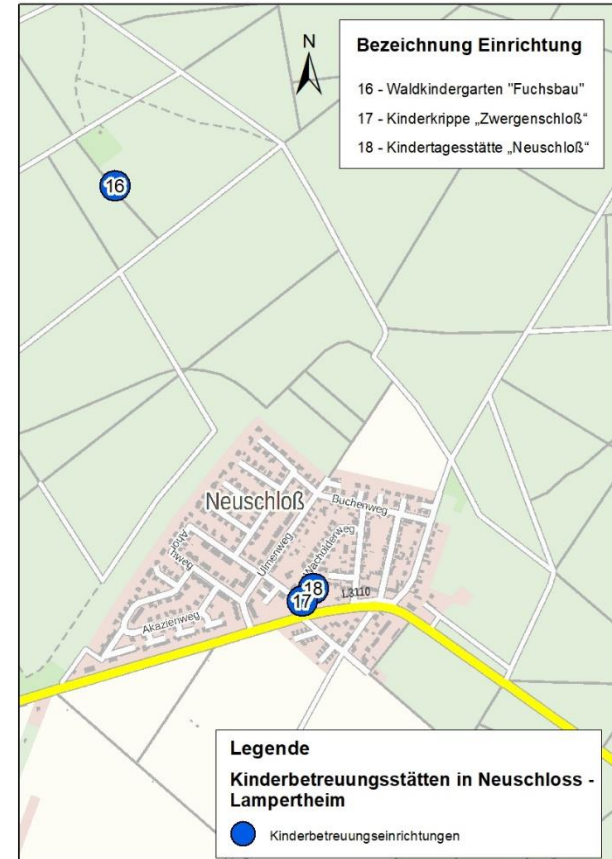 N
Bezeichnung Einrichtung
16 - Waldkindergarten "Fuchsbau"
17 - Kinderkrippe „Zwergenschloß“
18 - Kindertagesstätte „Neuschloß“
16
Neuschloß
Buchenweg
Wacholderweg
Ulmenweg
Ahornweg
Akazienweg
18
17
L3110
Legende
Kinderbetreuungsstätten in Neuschloss -
Lampertheim
Kinderbetreuungseinrichtungen